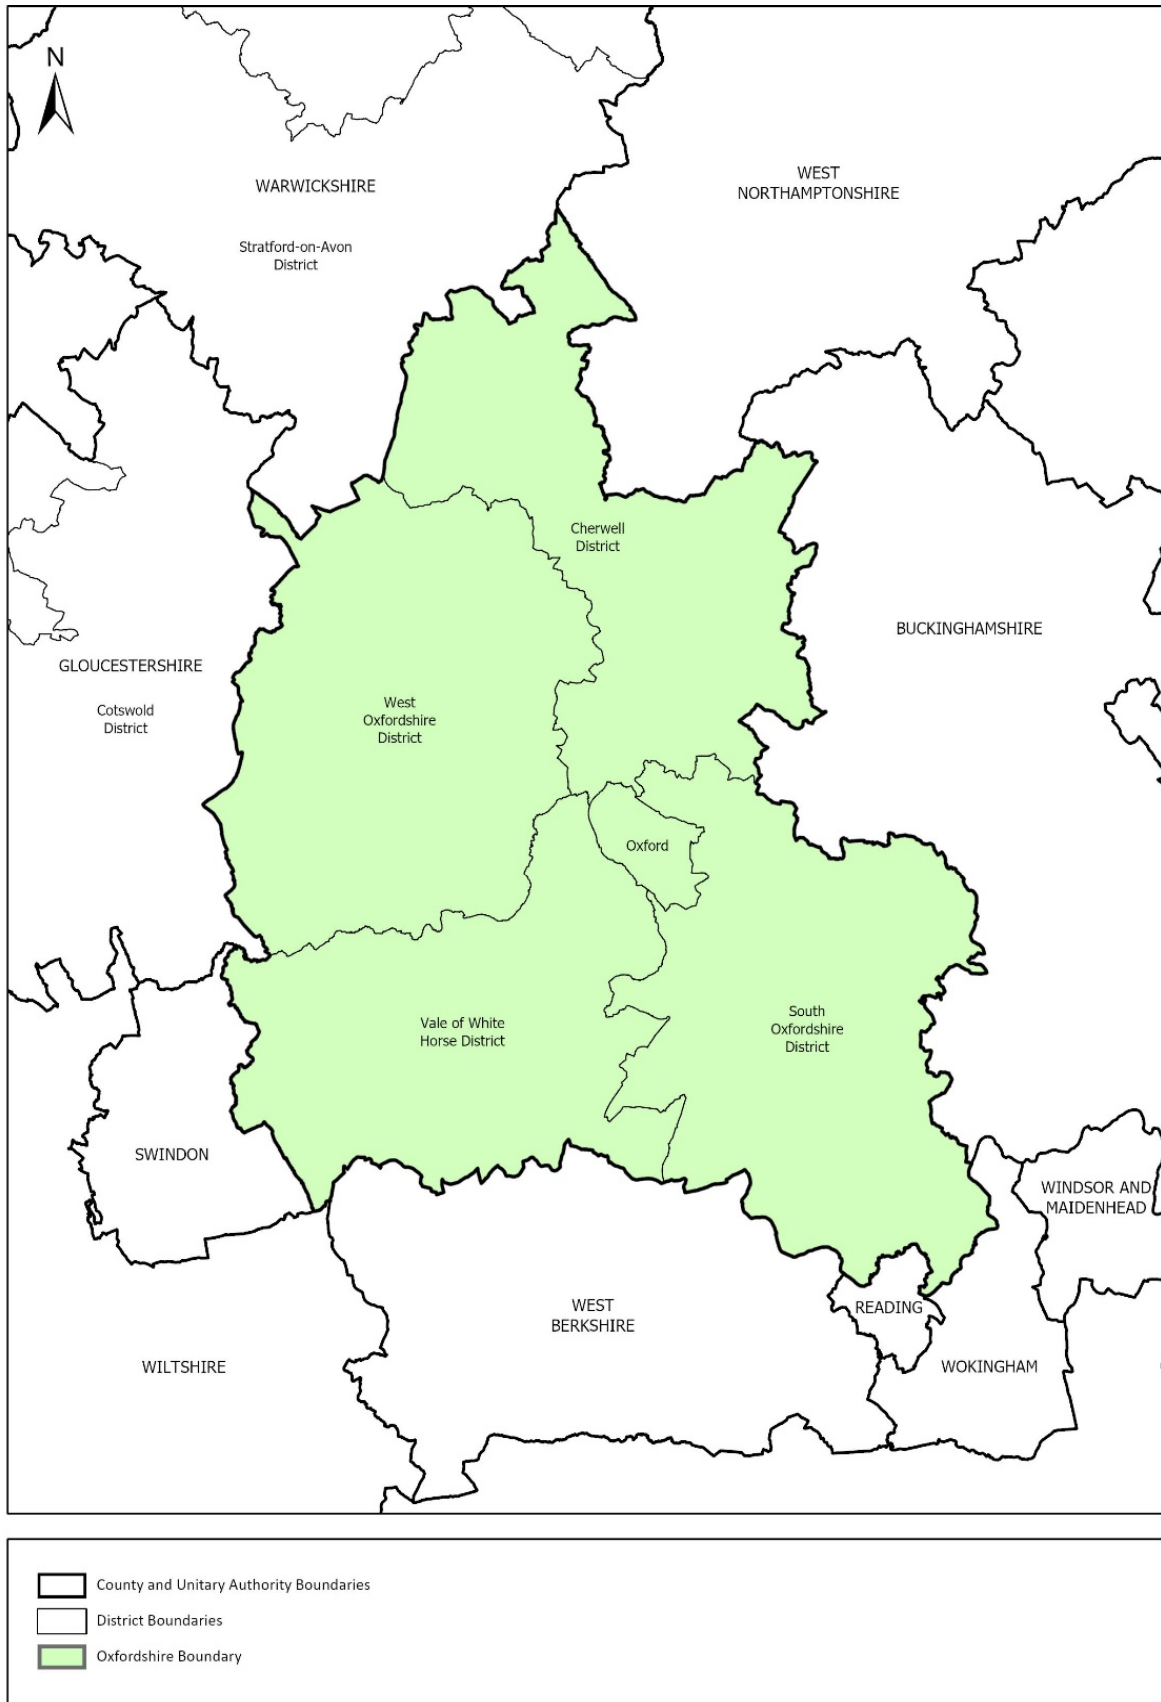 N
WARWICKSHIRE
Stratford-on-Avon
District
WEST
NORTHAMPTONSHIRE
Cherwell
District
BUCKINGHAMSHIRE
GLOUCESTERSHIRE
Cotswold
District
West
Oxfordshire
District
Oxford
Vale of White
Horse District
South
Oxfordshire
District
SWINDON
WINDSOR AND
MAIDENHEAD
WEST
BERKSHIRE
READING
WILTSHIRE
WOKINGHAM
County and Unitary Authority Boundaries
District Boundaries
Oxfordshire Boundary